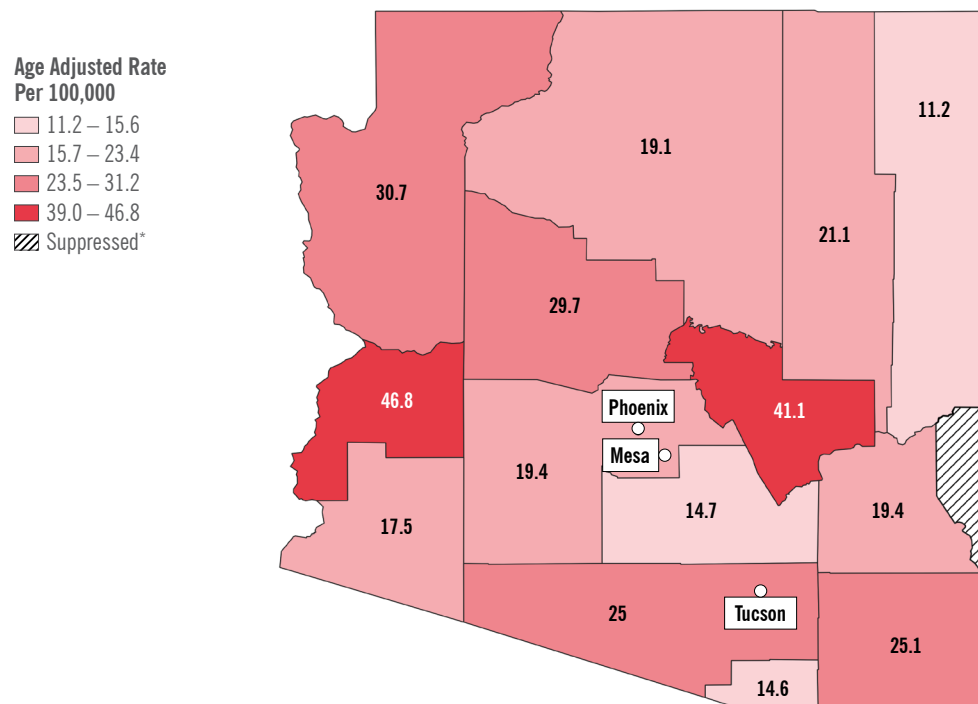 Age Adjusted Rate
Per 100,000
11.2 – 15.6
15.7 – 23.4
23.5 – 31.2
39.0 – 46.8
Suppressed*
11.2
19.1
30.7
21.1
29.7
46.8
Phoenix
41.1
Mesa
19.4
14.7
19.4
17.5
25
Tucson
25.1
14.6